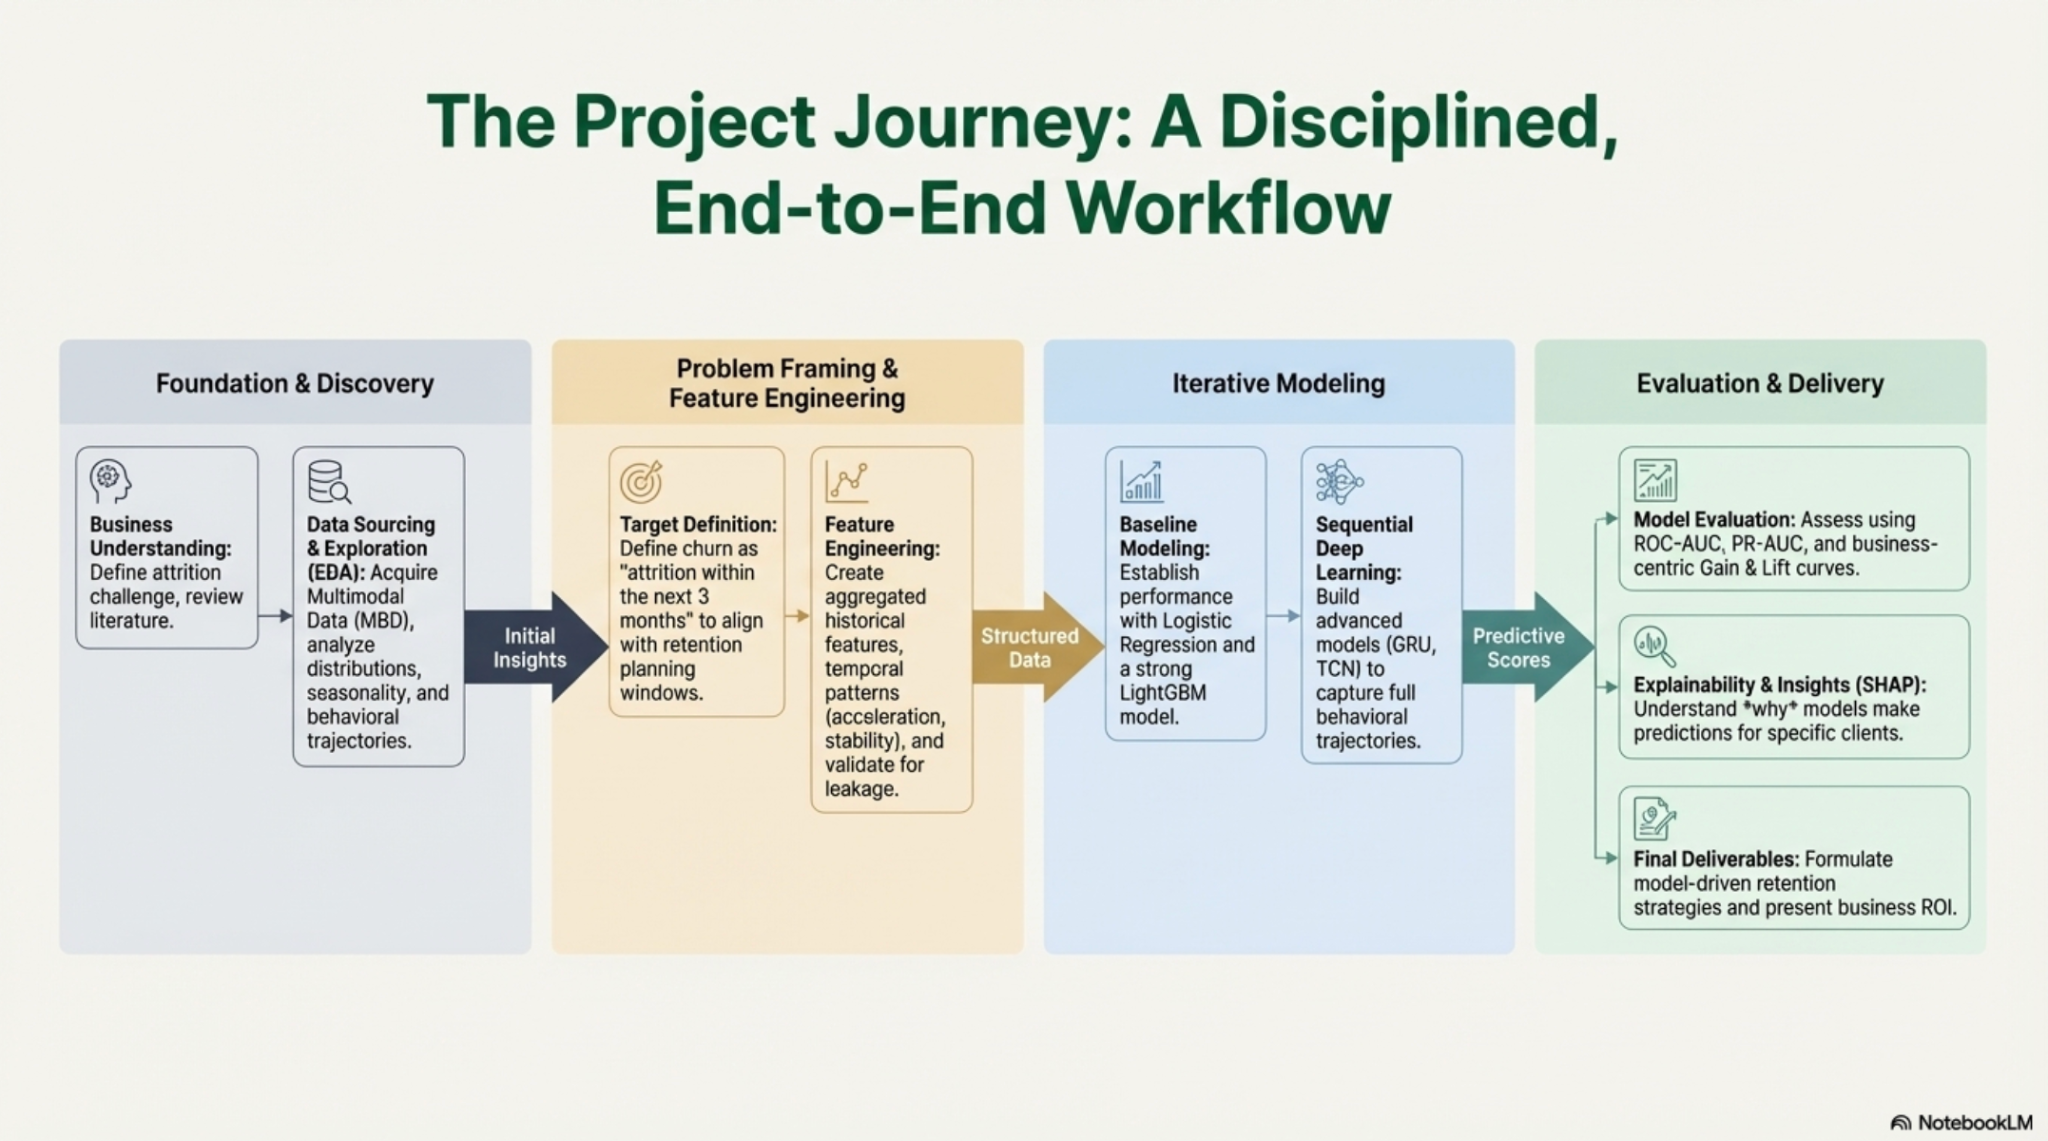 The Project Journey: A Disciplined,
End-to-End Workflow
Foundation & Discovery
Business
Understanding:
Define attrition
challenge, review
literature.
Data Sourcing
& Exploration
(EDA): Acquire
Multimodal
Data (MBD),
analyze
distributions,
seasonality, and
behavioral
trajectories.
Initial
Insights
Problem Framing &
Feature Engineering
Target Definition:
Define churn as
"attrition within
the next 3
months" to align
with retention
planning
windows.
Feature
Engineering:
Create
aggregated
historical
features,
temporal
patterns
(acceleration,
stability), and
validate for
leakage.
Structured
Data
Iterative Modeling
Baseline
Modeling:
Establish
performance
with Logistic
Regression and
a strong
LightGBM
model.
Sequential
Deep
Learning:
Build
advanced
models (GRU,
TCN) to
capture full
behavioral
trajectories.
Predictive
Scores
Evaluation & Delivery
Model Evaluation: Assess using
ROC-AUC, PR-AUC, and business-
centric Gain & Lift curves.
Explainability & Insights (SHAP):
Understand *why* models make
predictions for specific clients.
Final Deliverables: Formulate
model-driven retention
strategies and present business ROI.
NotebookLM